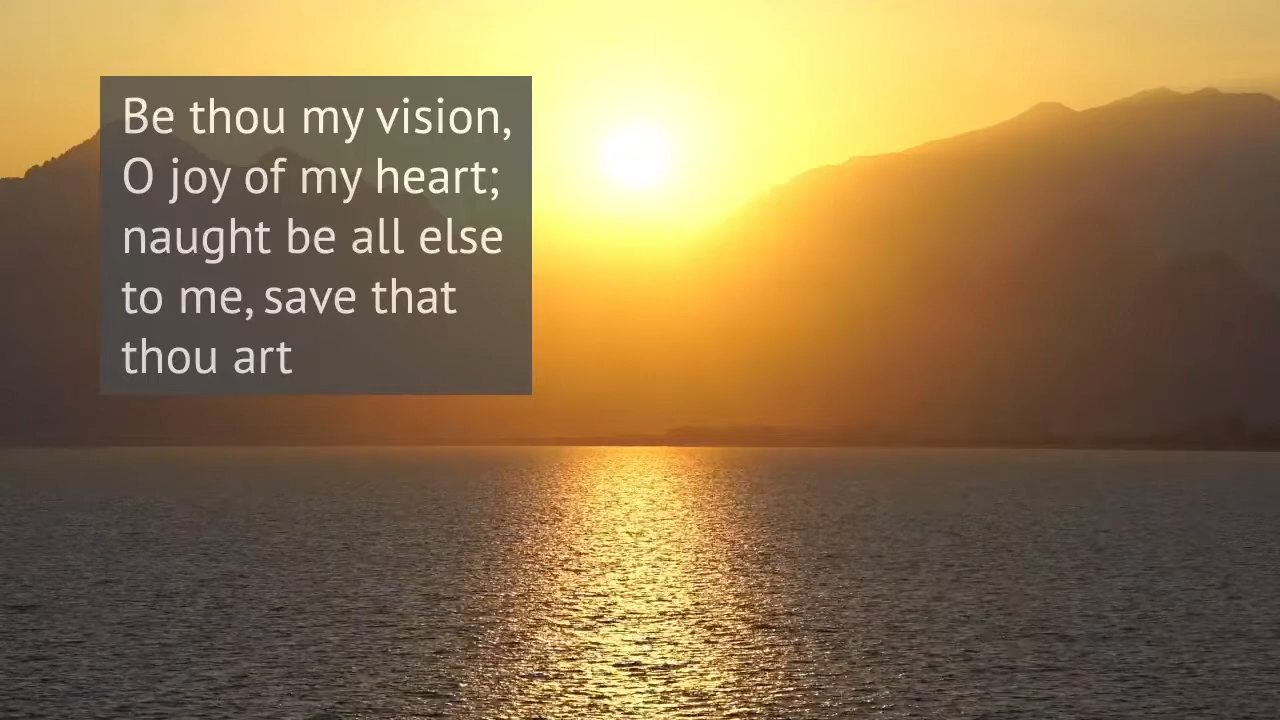 Be thou my vision,
O joy of my heart;
naught be all else
to me, save that
thou art